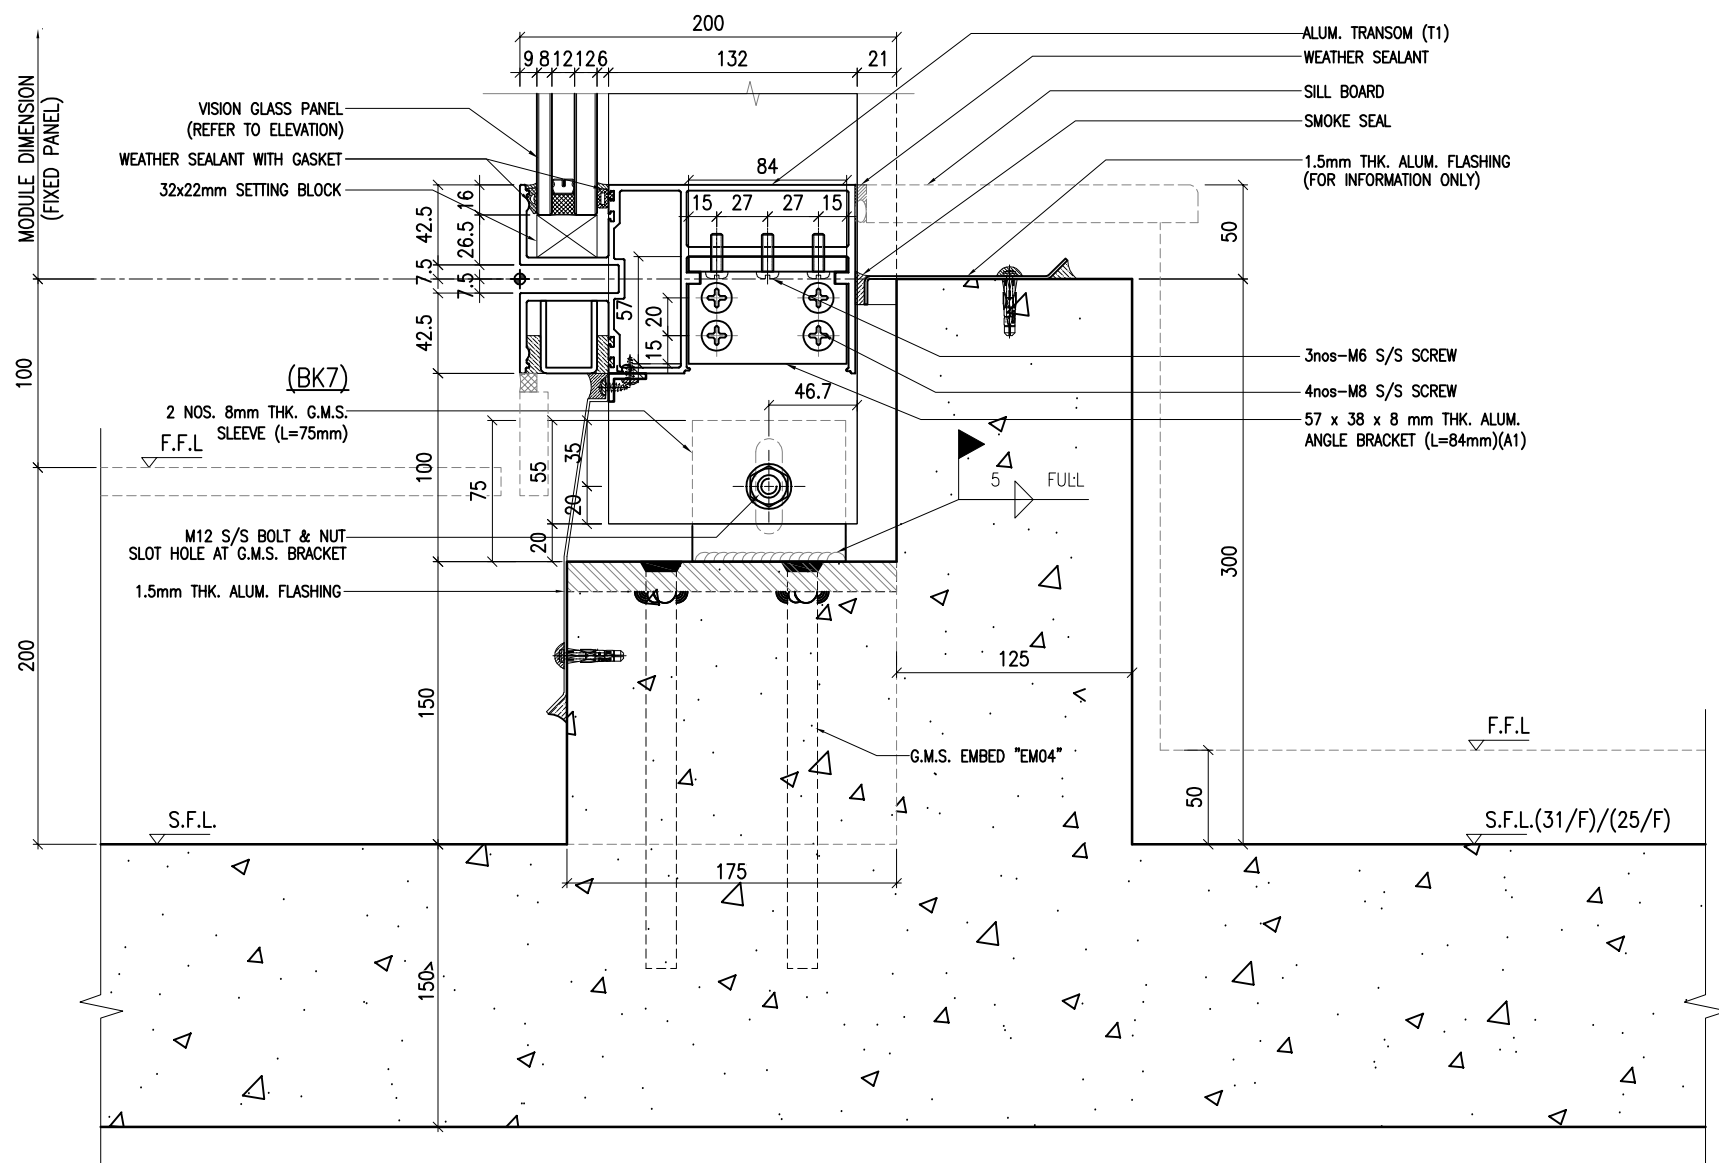 200
9 8 12 12 6 132 21
ALUM. TRANSOM (T1)
WEATHER SEALANT
SILL BOARD
SMOKE SEAL
1.5mm THK. ALUM. FLASHING
(FOR INFORMATION ONLY)
MODULE DIMENSION
(FIXED PANEL)
VISION GLASS PANEL
(REFER TO ELEVATION)
WEATHER SEALANT WITH GASKET
32x22mm SETTING BLOCK
84
15 27 27 15
16
42.5
26.5
7.5
7.5
42.5
57
20
15
50
3nos-M6 S/S SCREW
4nos-M8 S/S SCREW
57 x 38 x 8 mm THK. ALUM.
ANGLE BRACKET (L=84mm)(A1)
100
(BK7)
46.7
2 NOS. 8mm THK. G.M.S.
SLEEVE (L=75mm)
F.F.L
100
75
55
35
20
20
5 FULL
M12 S/S BOLT & NUT
SLOT HOLE AT G.M.S. BRACKET
1.5mm THK. ALUM. FLASHING
300
200
125
150
G.M.S. EMBED "EM04"
F.F.L
50
S.F.L.
S.F.L.(31/F)/(25/F)
175
150